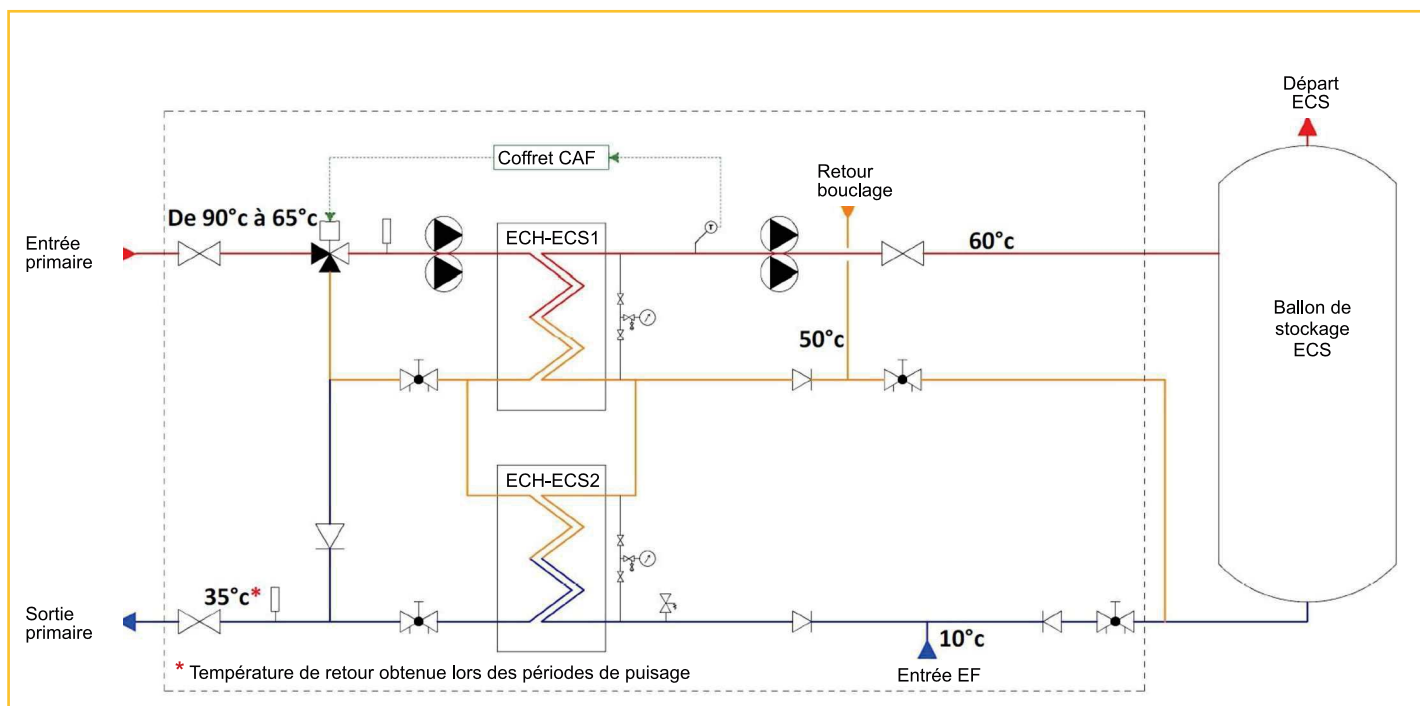 Départ
ECS
Coffret CAF
Retour
bouclage
De 90°c à 65°c
ECH-ECS1
Entrée
primaire
60°c
T
Ballon de
stockage
ECS
50°c
ECH-ECS2
35°c*
Sortie
primaire
10°c
* Température de retour obtenue lors des périodes de puisage
Entrée EF